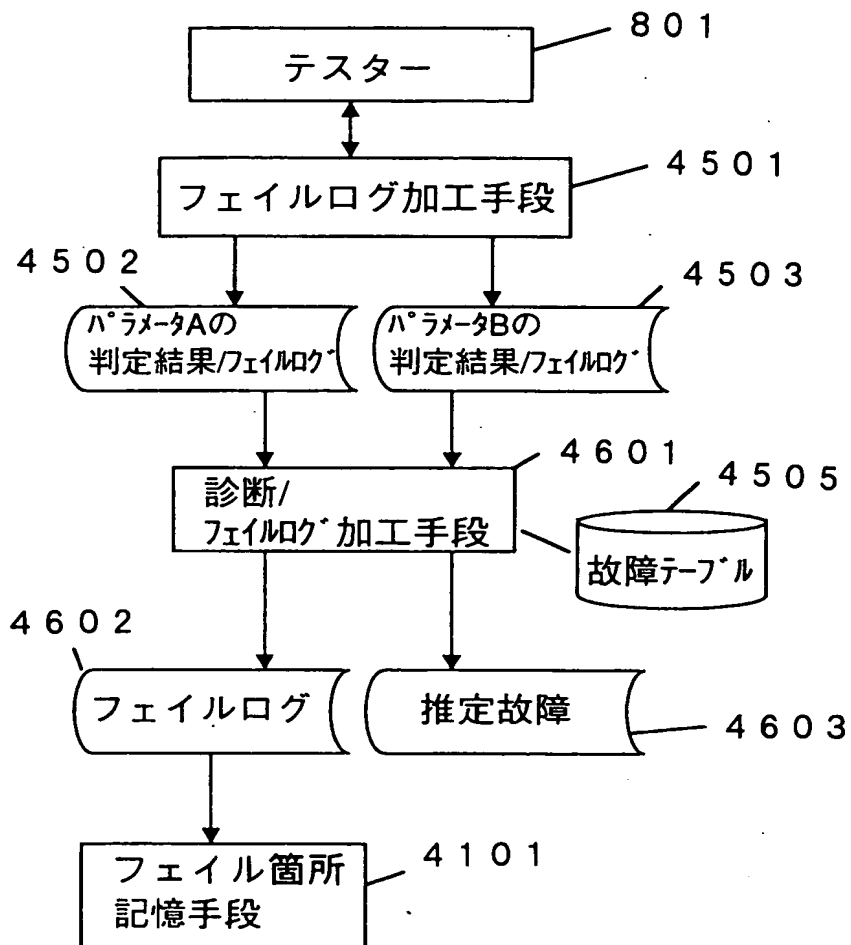 801
テスター
4501
フェイルログ加工手段
4502
4503
パラメータAの
判定結果/フェイルログ
パラメータBの
判定結果/フェイルログ
4601
4505
診断/
フェイルログ加工手段
故障テーブル
4602
フェイルログ
推定故障
4603
4101
フェイル箇所
記憶手段